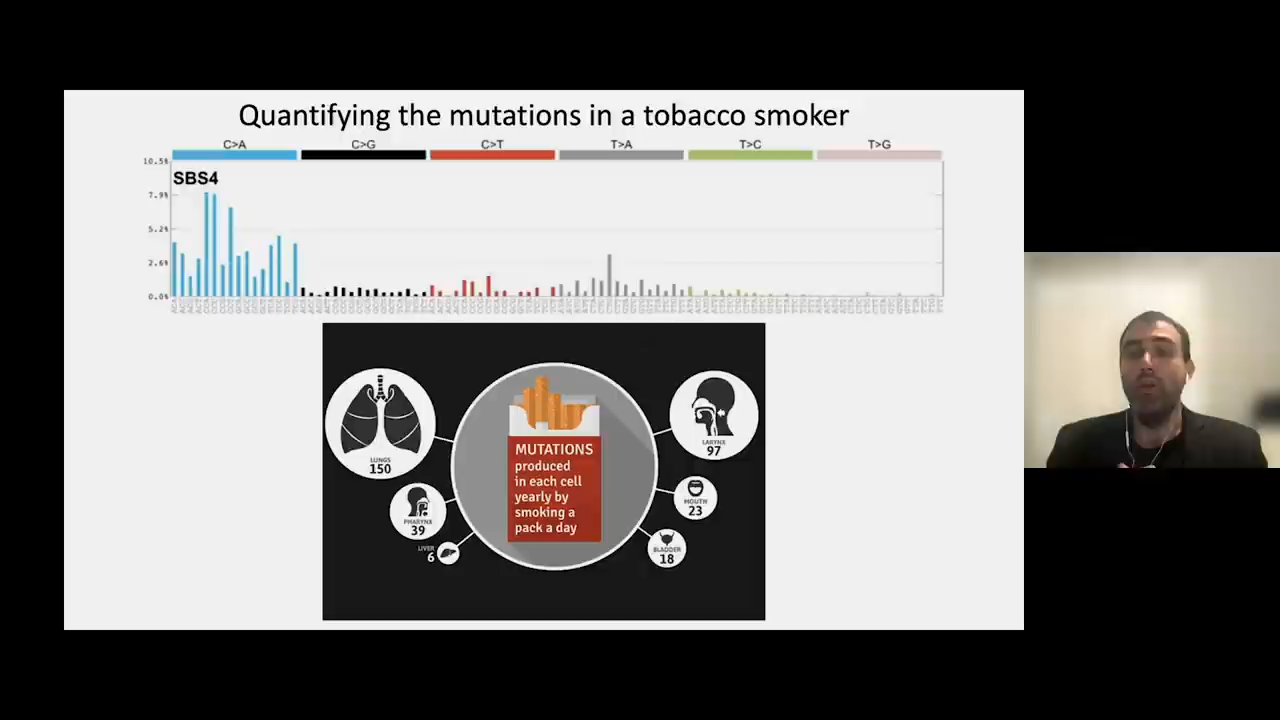 Quantifying the mutations in a tobacco smoker
C>A C>G C>T T>A T>C T>G
10.5%
SBS4
7.9%
5.2%
2.6%
0.0%
MUTATIONS
produced
in each cell
yearly by
smoking a
pack a day
LUNGS
150
PHARYNX
39
LIVER
6
LARYNX
97
MOUTH
23
BLADDER
18